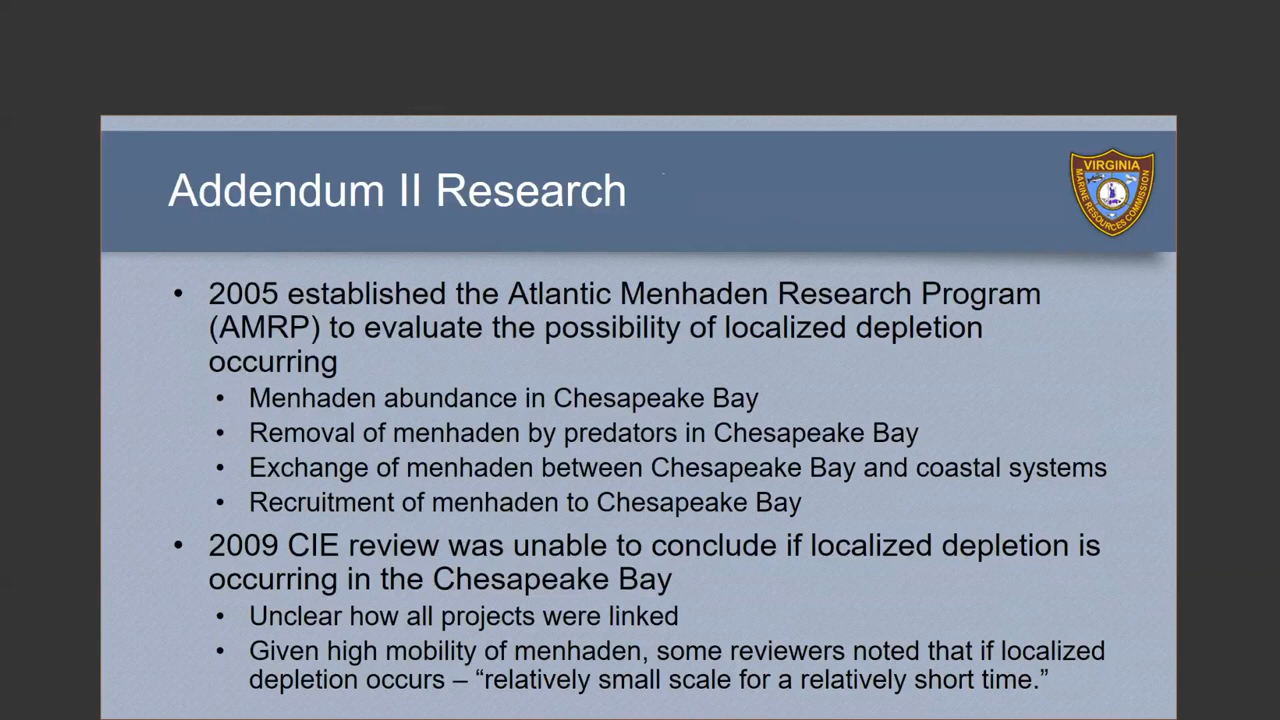 Addendum II Research
VIRGINIA
MARINE RESOURCES COMMISSION
• 2005 established the Atlantic Menhaden Research Program
(AMRP) to evaluate the possibility of localized depletion
occurring
• Menhaden abundance in Chesapeake Bay
• Removal of menhaden by predators in Chesapeake Bay
• Exchange of menhaden between Chesapeake Bay and coastal systems
• Recruitment of menhaden to Chesapeake Bay
• 2009 CIE review was unable to conclude if localized depletion is
occurring in the Chesapeake Bay
• Unclear how all projects were linked
• Given high mobility of menhaden, some reviewers noted that if localized
depletion occurs – “relatively small scale for a relatively short time.”